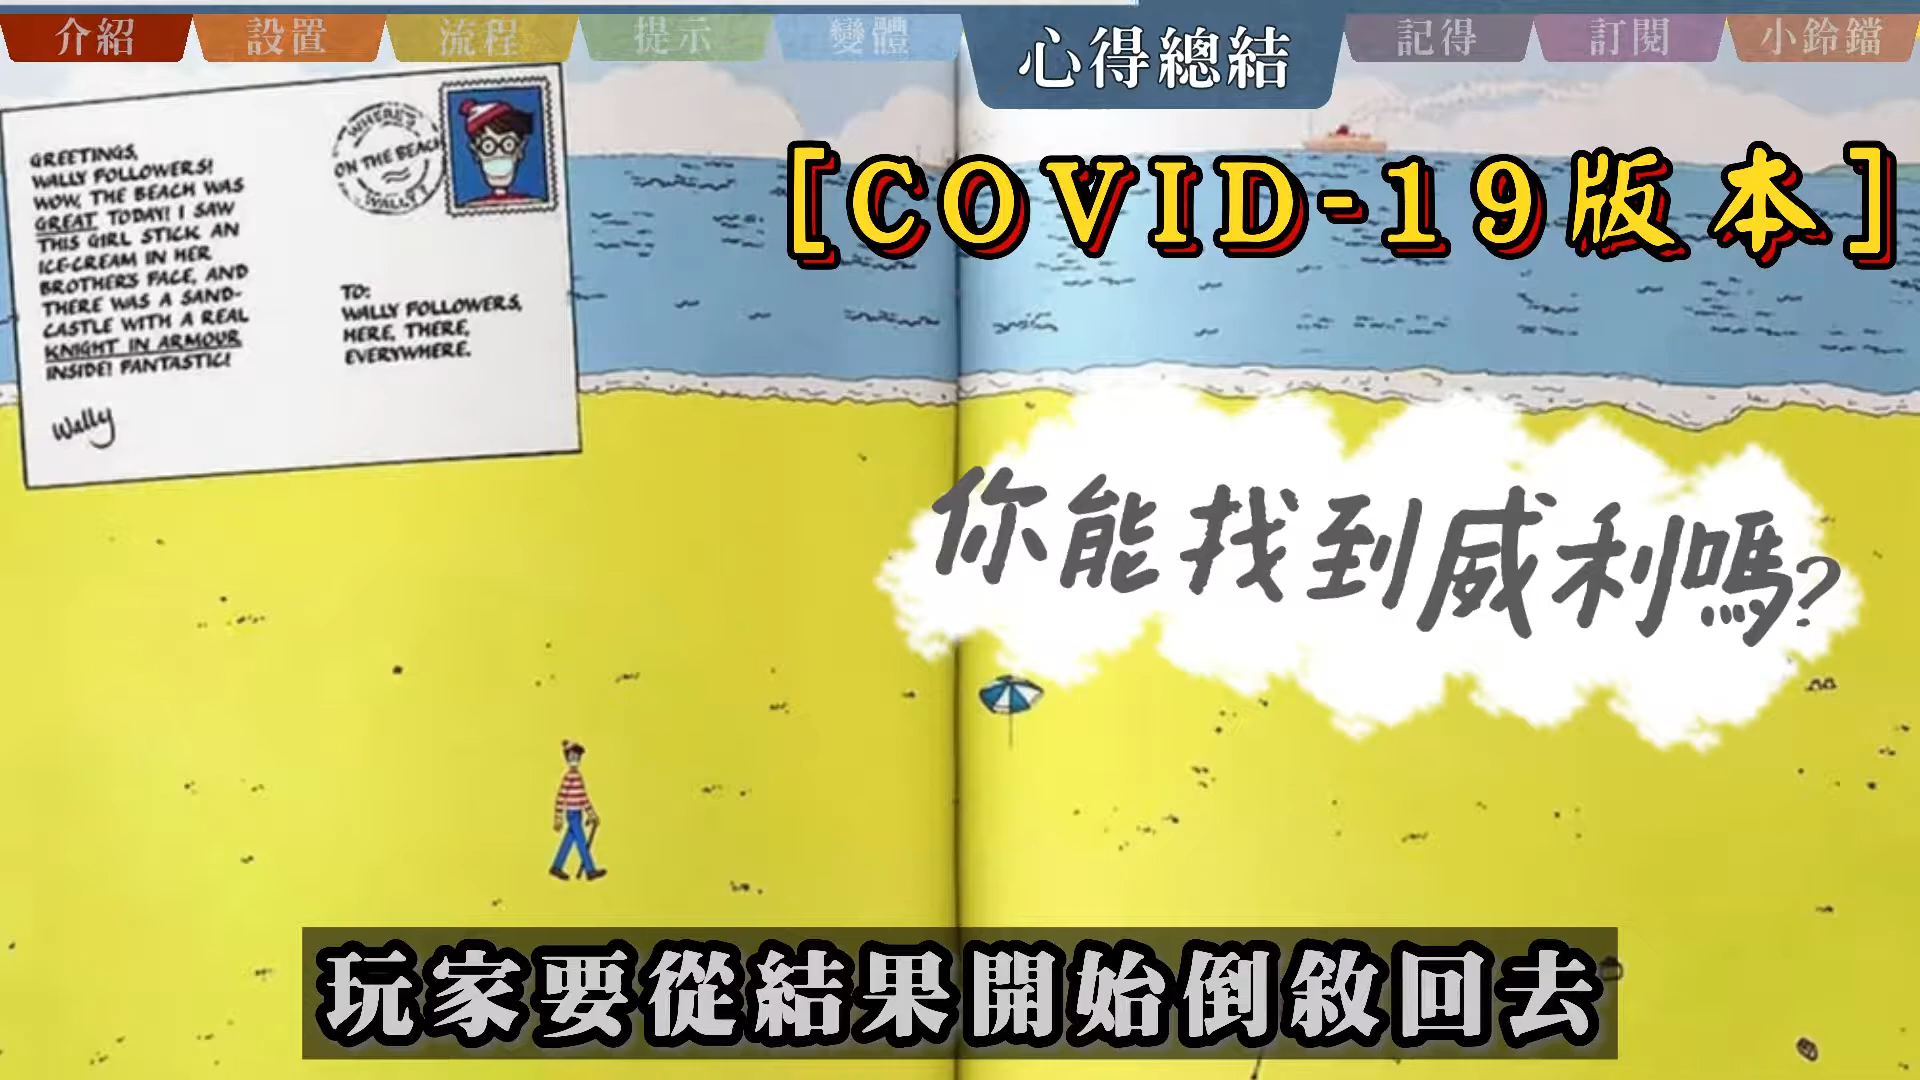 介紹
設置
流程
提示
變體
心得總結
記得
訂閱
小鈴鐺
GREETINGS,
WALLY FOLLOWERS!
WOW, THE BEACH WAS
GREAT TODAY! I SAW
THIS GIRL STICK AN
ICE-CREAM IN HER
BROTHER'S FACE, AND
THERE WAS A SAND-
CASTLE WITH A REAL
KNIGHT IN ARMOUR
INSIDE! FANTASTIC!
Wally
WHERE'S
ON THE BEACH
WALLY?
TO:
WALLY FOLLOWERS,
HERE, THERE,
EVERYWHERE.
[COVID-19版本]
你能找到威利嗎?
玩家要從結果開始倒敘回去